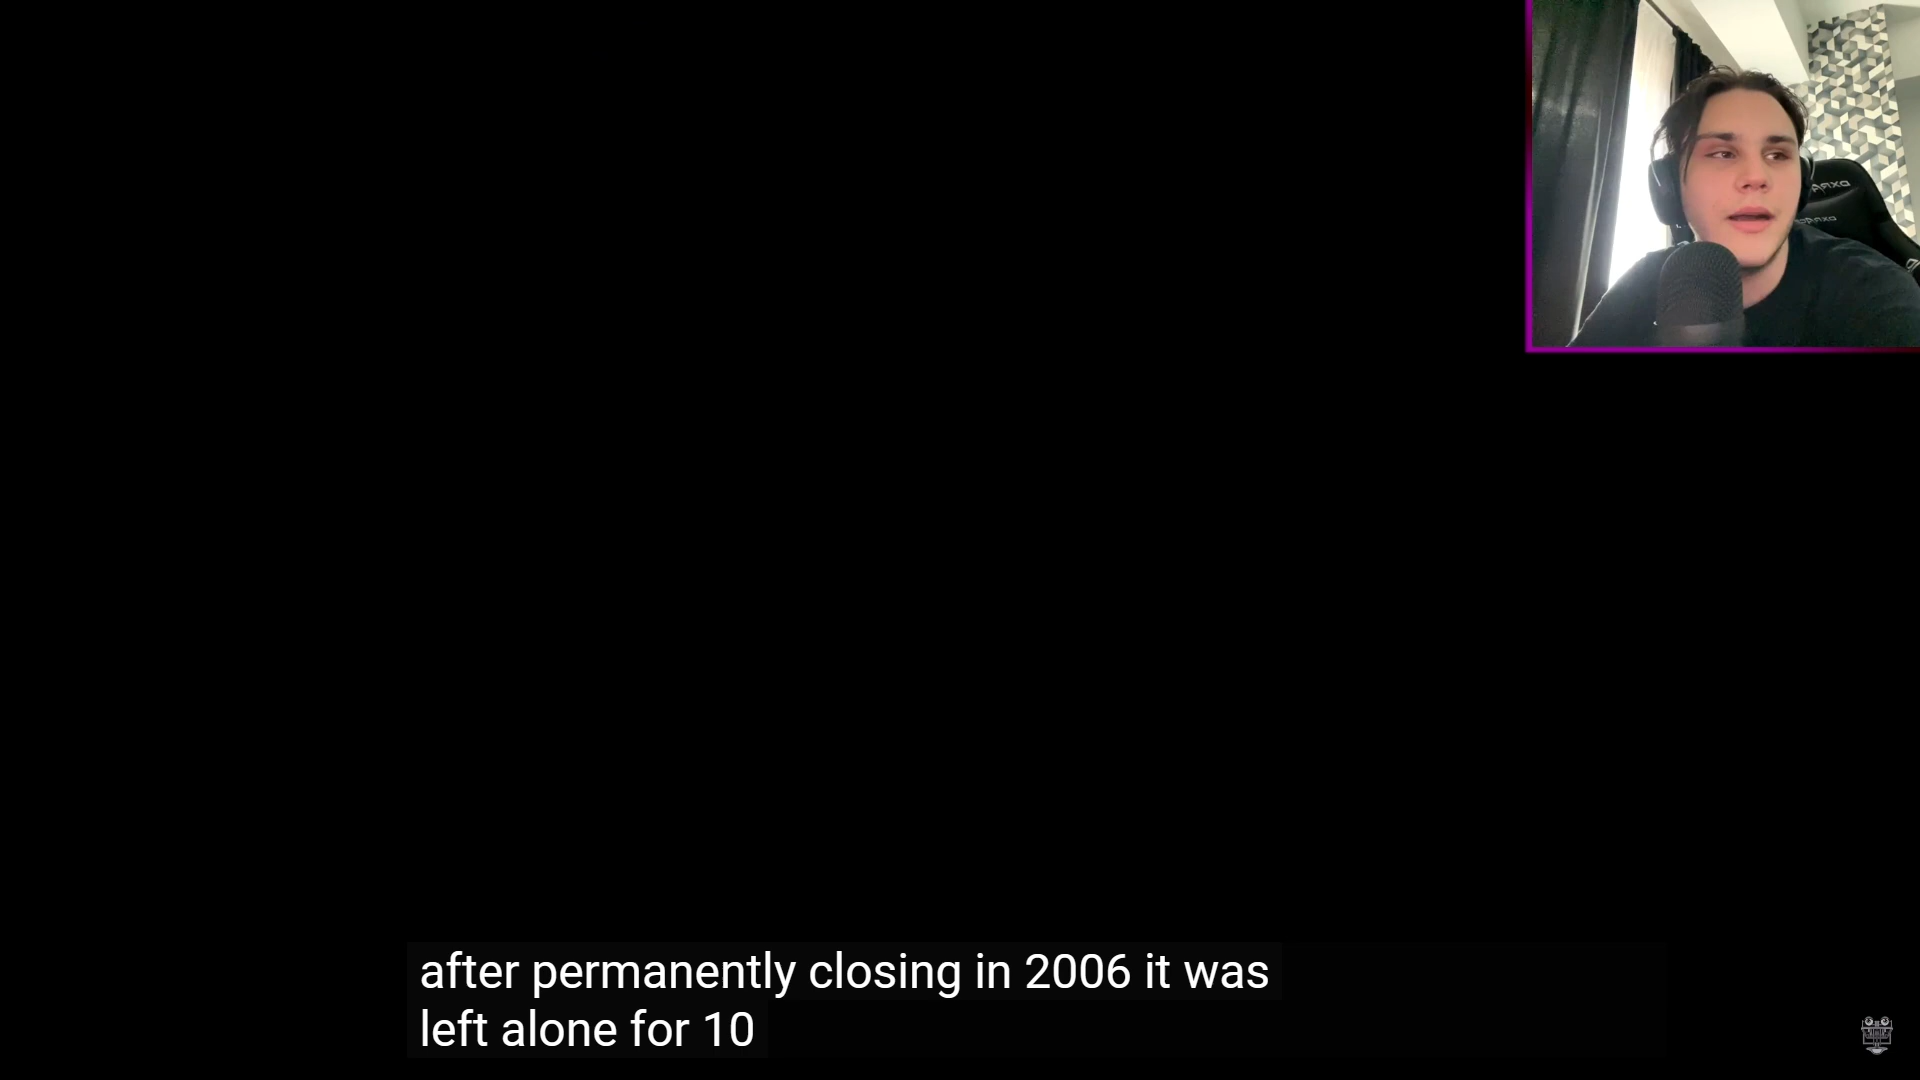 after permanently closing in 2006 it was
left alone for 10